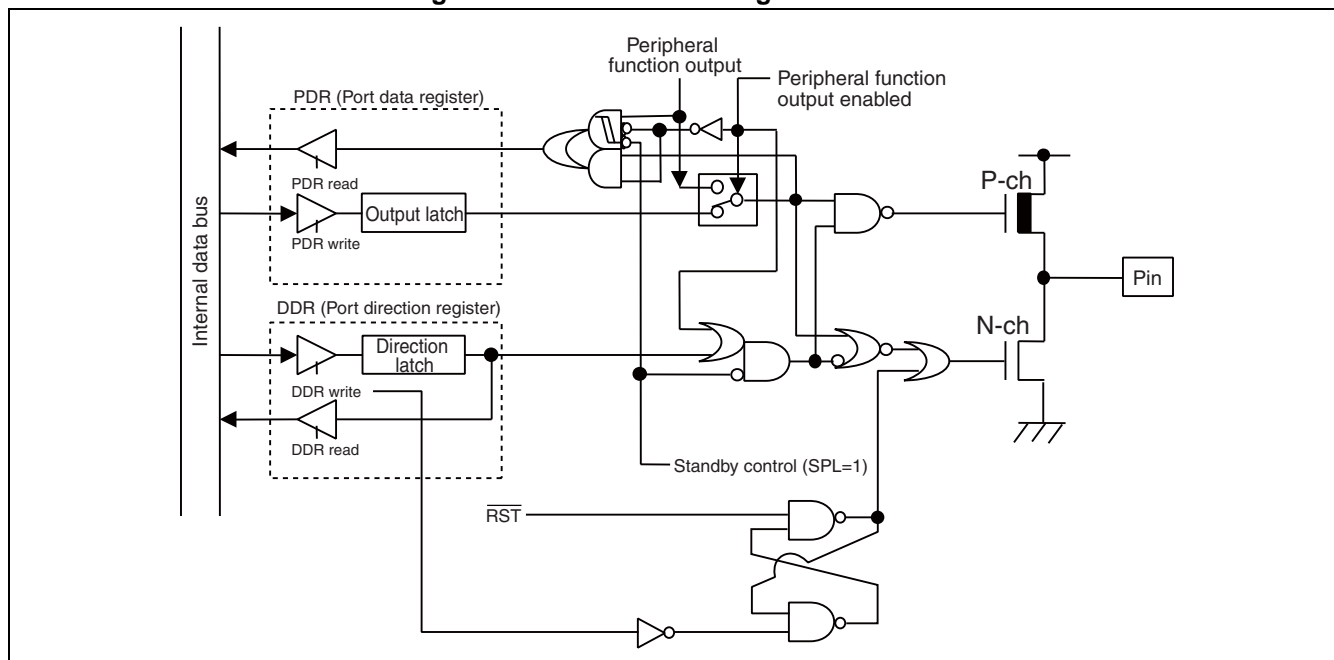 Peripheral
function output
Peripheral function
output enabled
PDR (Port data register)
PDR read
Output latch
PDR write
Internal data bus
P-ch
Pin
DDR (Port direction register)
Direction
latch
N-ch
DDR write
DDR read
Standby control (SPL=1)
RST